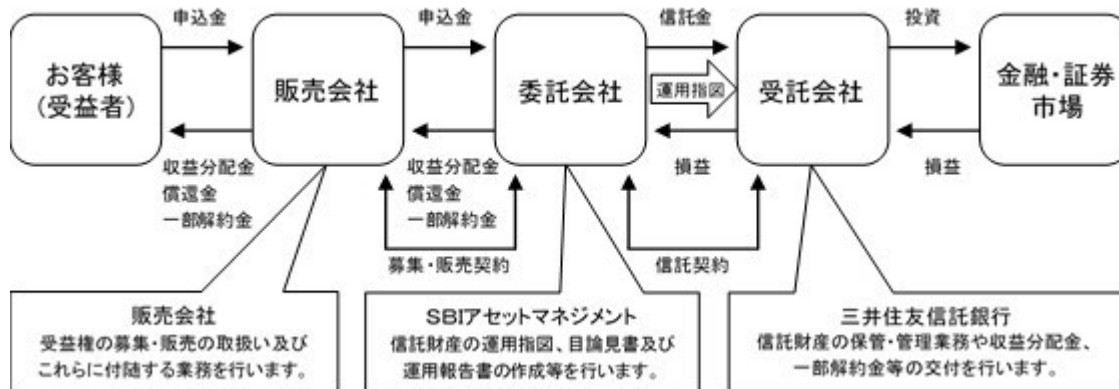 申込金
申込金
信託金
投資
お客様
(受益者)
販売会社
委託会社
運用指図
受託会社
金融・証券
市場
収益分配金
償還金
一部解約金
収益分配金
償還金
一部解約金
損益
損益
募集・販売契約
信託契約
販売会社
受益権の募集・販売の取扱い及び
これらに付随する業務を行います。
SBIアセットマネジメント
信託財産の運用指図、目論見書及び
運用報告書の作成等を行います。
三井住友信託銀行
信託財産の保管・管理業務や収益分配金、
一部解約金等の交付を行います。